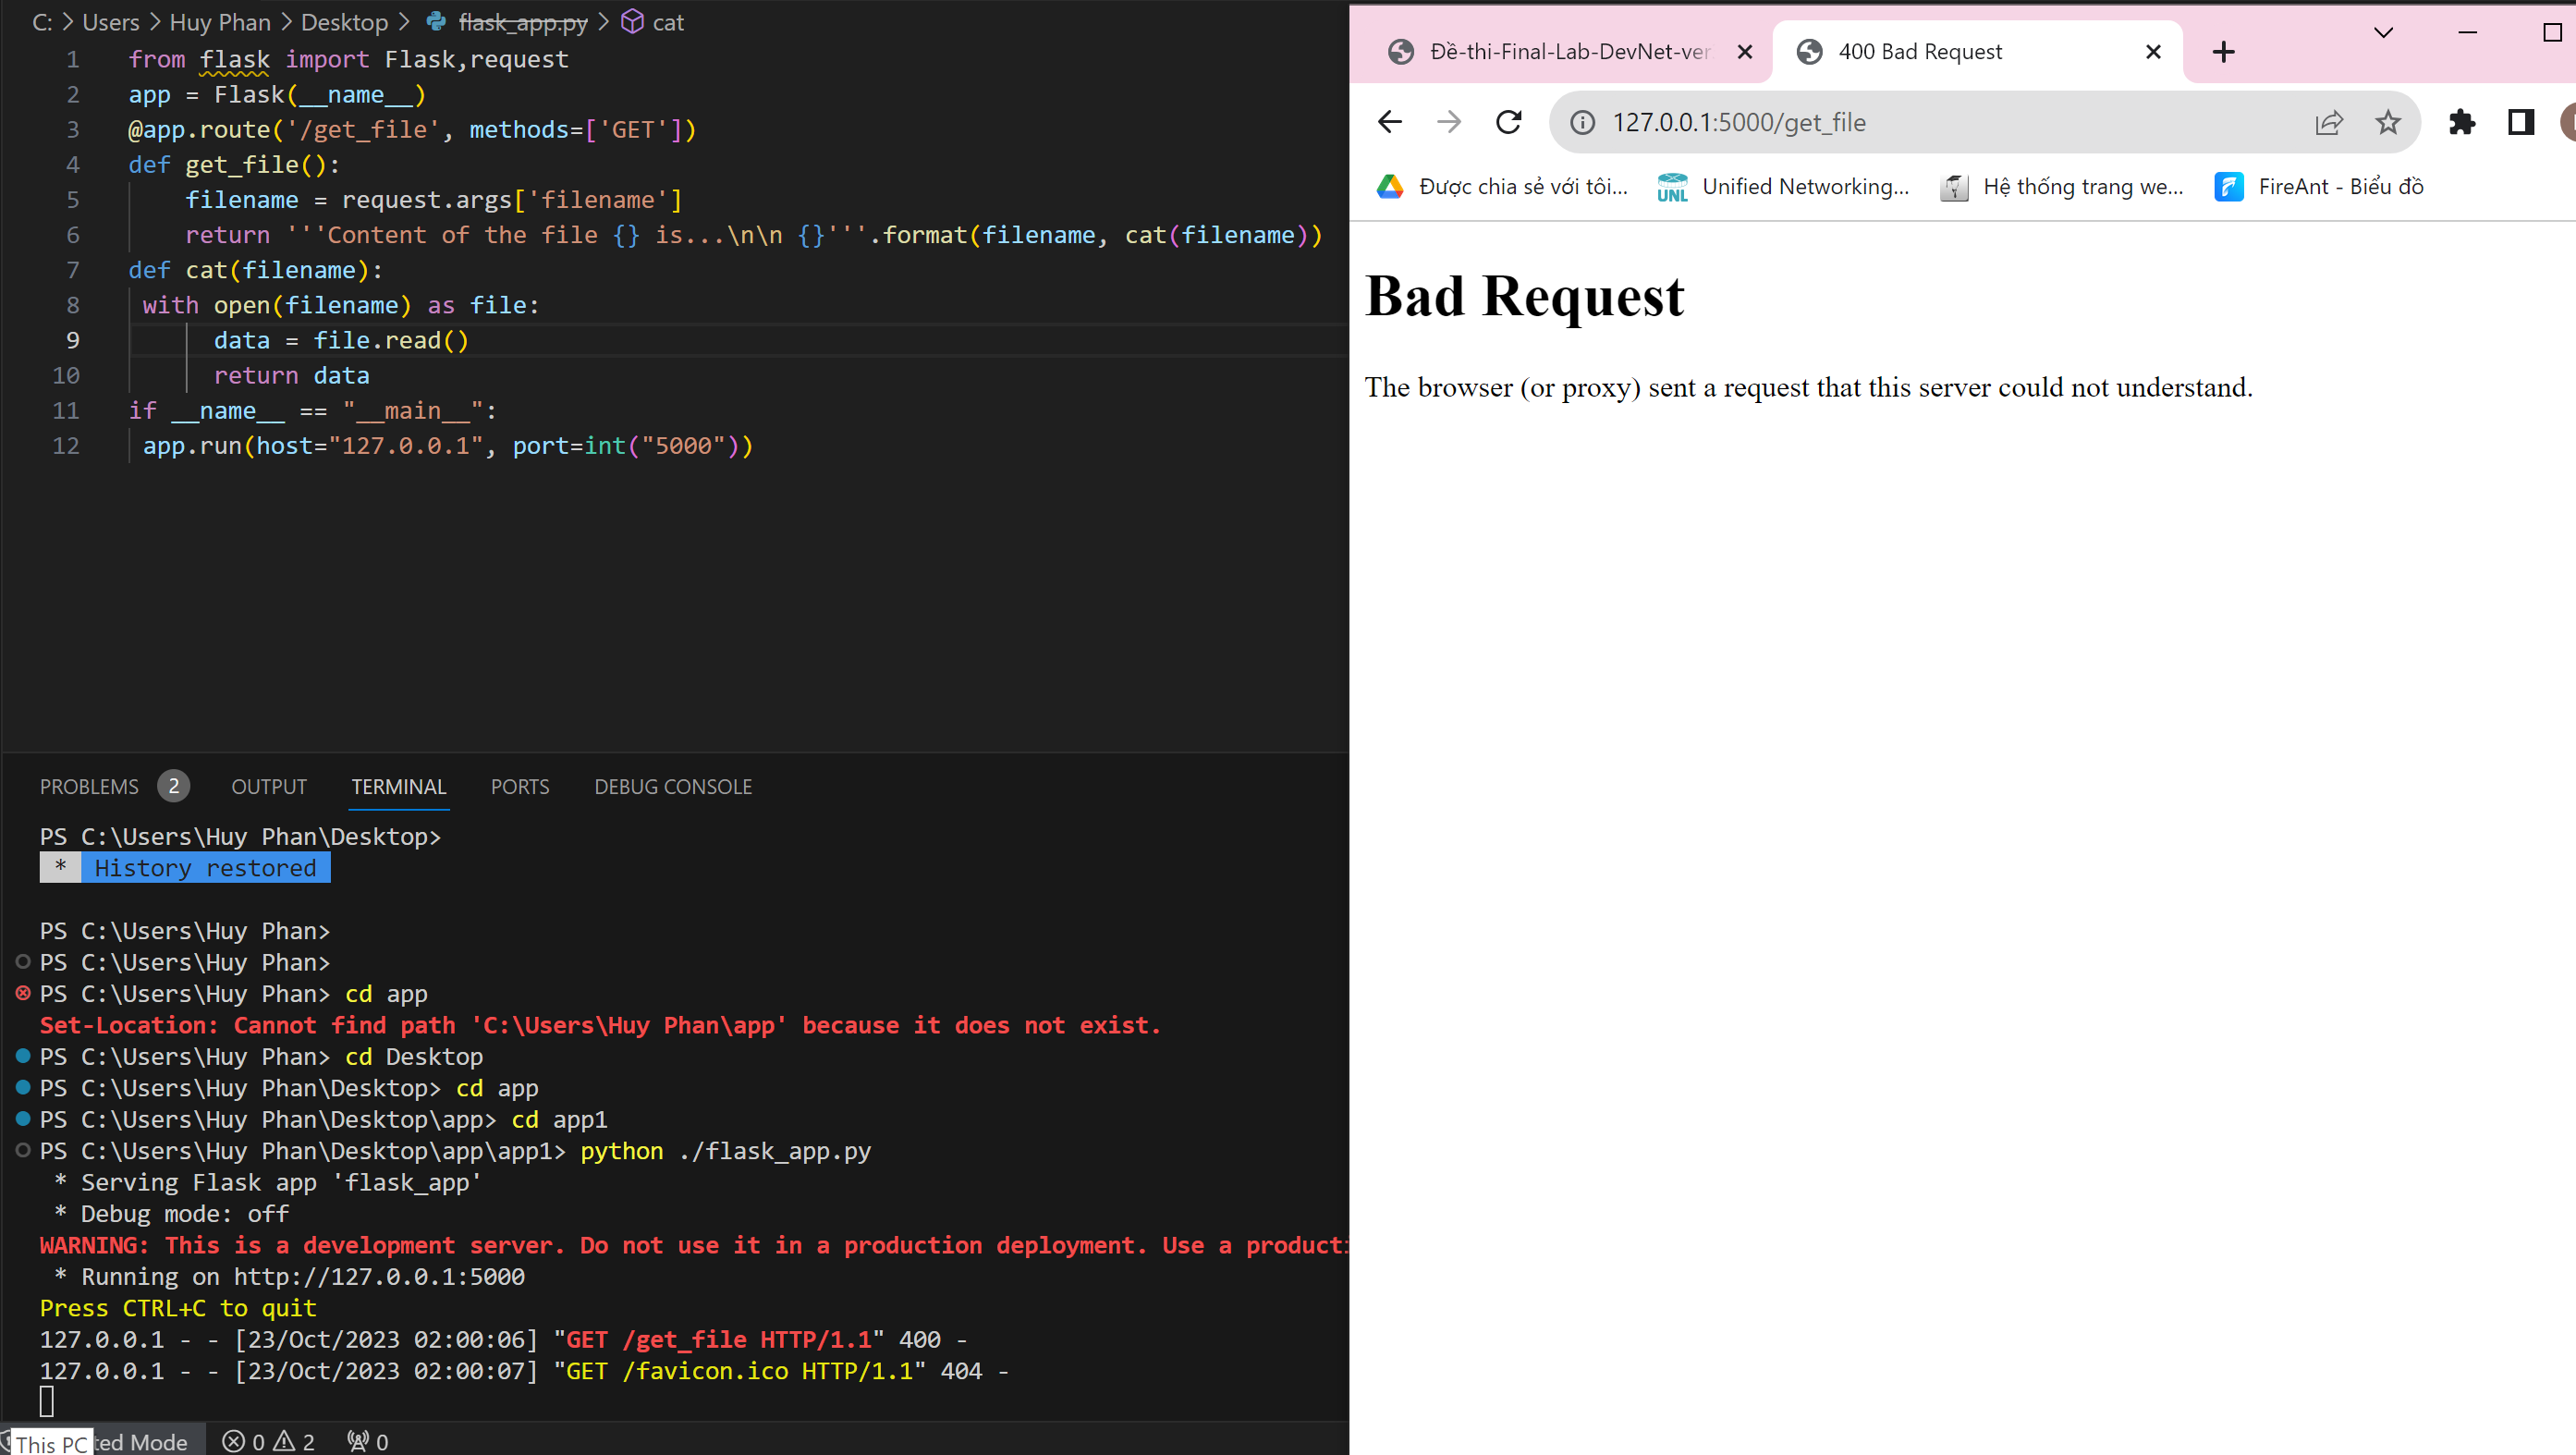 C: > Users > Huy Phan > Desktop > flask_app.py > cat
1 from flask import Flask,request
2 app = Flask(__name__)
3 @app.route('/get_file', methods=['GET'])
4 def get_file():
5 filename = request.args['filename']
6 return '''Content of the file {} is...\n\n {}'''.format(filename, cat(filename))
7 def cat(filename):
8 with open(filename) as file:
9 data = file.read()
10 return data
11 if __name__ == "__main__":
12 app.run(host="127.0.0.1", port=int("5000"))
PROBLEMS 2 OUTPUT TERMINAL PORTS DEBUG CONSOLE
PS C:\Users\Huy Phan\Desktop>
* History restored
PS C:\Users\Huy Phan>
PS C:\Users\Huy Phan>
PS C:\Users\Huy Phan> cd app
Set-Location: Cannot find path 'C:\Users\Huy Phan\app' because it does not exist.
PS C:\Users\Huy Phan> cd Desktop
PS C:\Users\Huy Phan\Desktop> cd app
PS C:\Users\Huy Phan\Desktop\app> cd app1
PS C:\Users\Huy Phan\Desktop\app\app1> python ./flask_app.py
* Serving Flask app 'flask_app'
* Debug mode: off
WARNING: This is a development server. Do not use it in a production deployment. Use a producti
* Running on http://127.0.0.1:5000
Press CTRL+C to quit
127.0.0.1 - - [23/Oct/2023 02:00:06] "GET /get_file HTTP/1.1" 400 -
127.0.0.1 - - [23/Oct/2023 02:00:07] "GET /favicon.ico HTTP/1.1" 404 -
This PC ted Mode 0 2 0
Đề-thi-Final-Lab-DevNet-ver 400 Bad Request
127.0.0.1:5000/get_file
Được chia sẻ với tôi... UNL Unified Networking... Hệ thống trang we... FireAnt - Biểu đồ
Bad Request
The browser (or proxy) sent a request that this server could not understand.